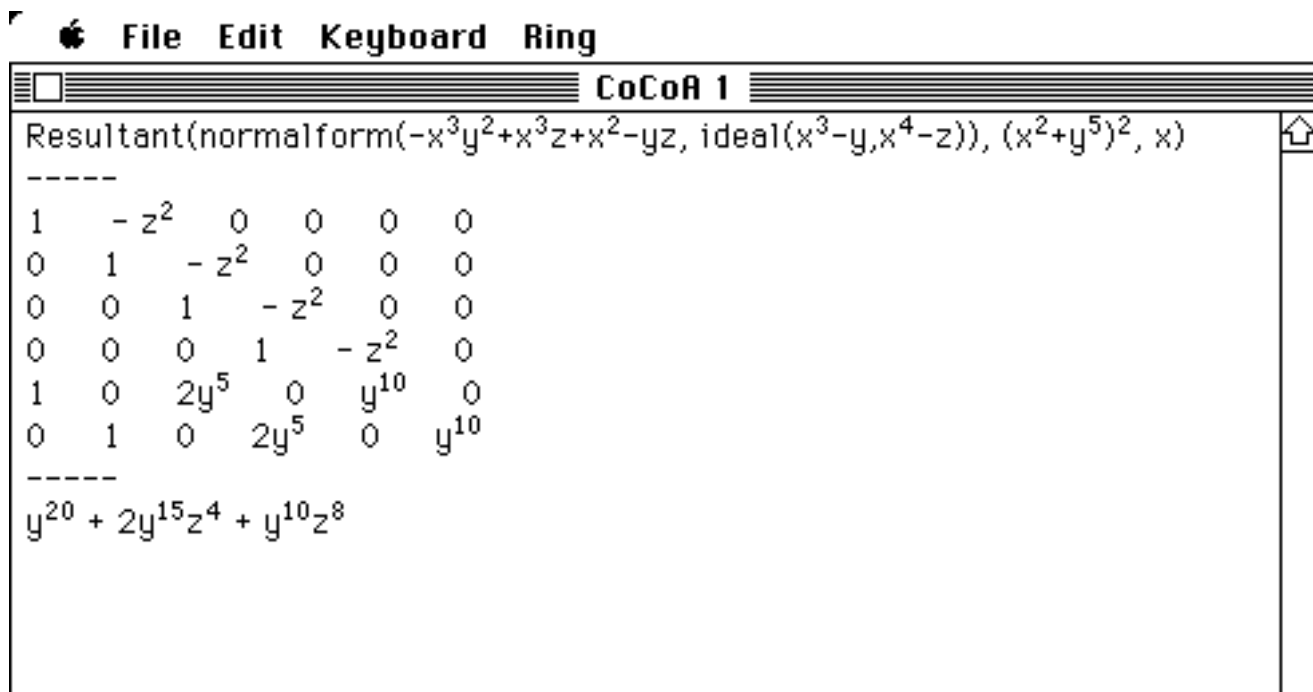 File Edit Keyboard Ring
CoCoA 1
Resultant(normalform(-x³y²+x³z+x²-yz, ideal(x³-y,x⁴-z)), (x²+y⁵)², x)
-----
1 - z² 0 0 0 0
0 1 - z² 0 0 0
0 0 1 - z² 0 0
0 0 0 1 - z² 0
1 0 2y⁵ 0 y¹⁰ 0
0 1 0 2y⁵ 0 y¹⁰
-----
y²⁰ + 2y¹⁵z⁴ + y¹⁰z⁸